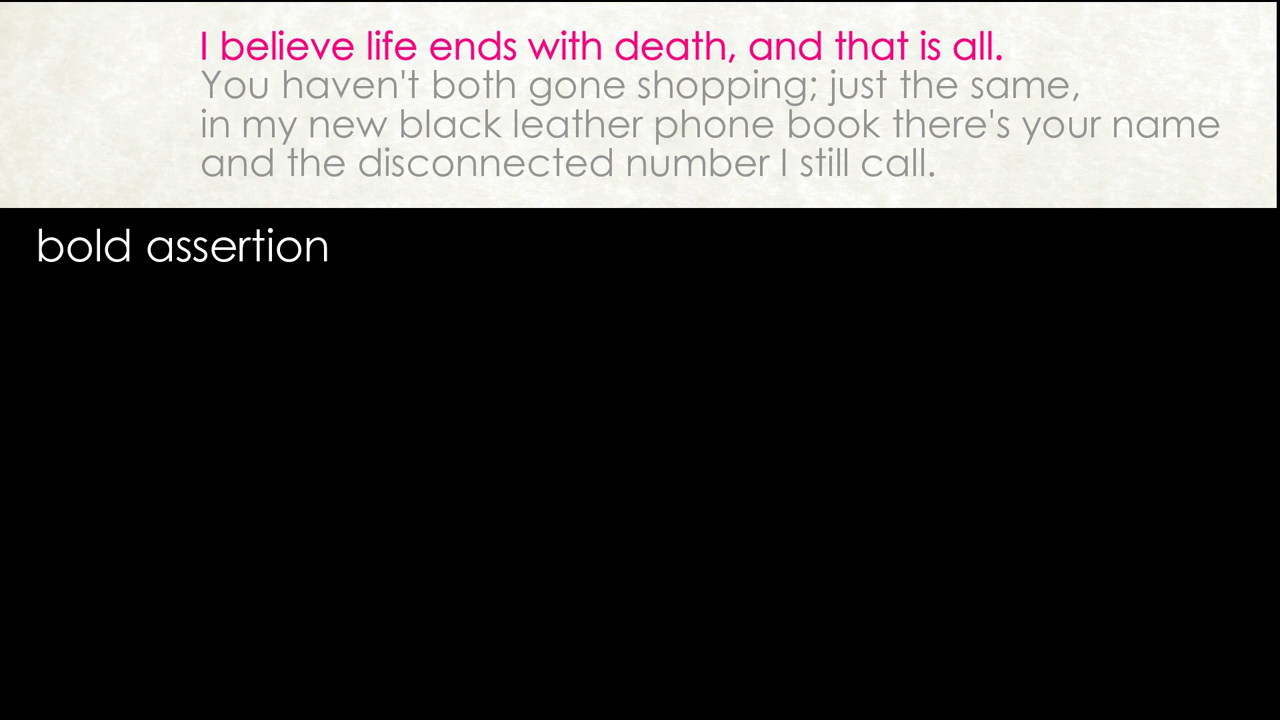 I believe life ends with death, and that is all.
You haven't both gone shopping; just the same,
in my new black leather phone book there's your name
and the disconnected number I still call.
bold assertion